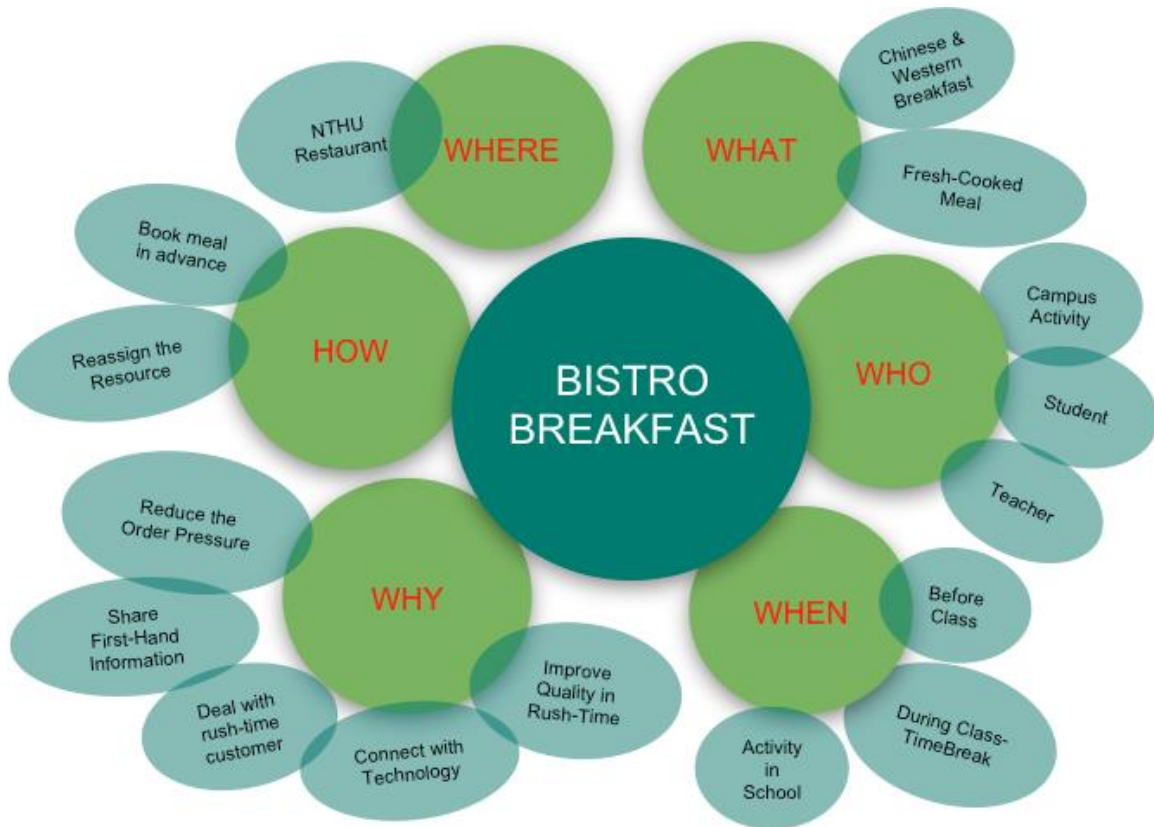 BISTRO
BREAKFAST
WHERE
NTHU
Restaurant
WHAT
Chinese &
Western
Breakfast
Fresh-Cooked
Meal
WHO
Campus
Activity
Student
Teacher
WHEN
Before
Class
During Class-
TimeBreak
Activity
in
School
WHY
Improve
Quality in
Rush-Time
Connect with
Technology
Deal with
rush-time
customer
Share
First-Hand
Information
Reduce the
Order Pressure
HOW
Reassign the
Resource
Book meal
in advance